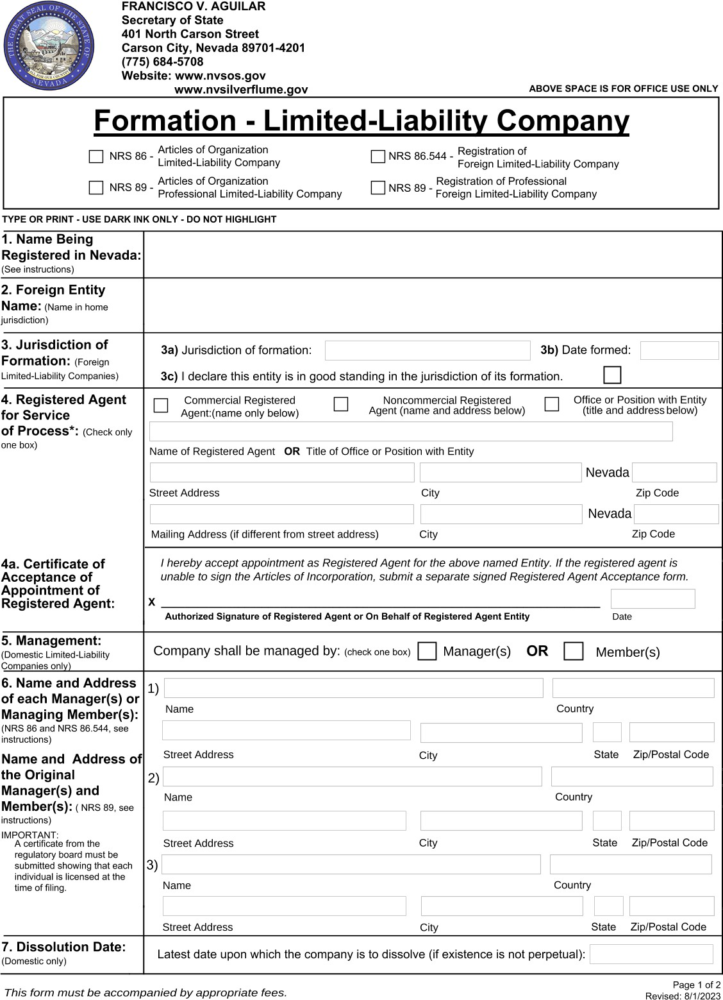 THE GREAT SEAL OF THE STATE OF NEVADA
ALL FOR OUR COUNTRY
FRANCISCO V. AGUILAR
Secretary of State
401 North Carson Street
Carson City, Nevada 89701-4201
(775) 684-5708
Website: www.nvsos.gov
www.nvsilverflume.gov
ABOVE SPACE IS FOR OFFICE USE ONLY
Formation - Limited-Liability Company
NRS 86 - Articles of Organization
Limited-Liability Company
NRS 86.544 - Registration of
Foreign Limited-Liability Company
NRS 89 - Articles of Organization
Professional Limited-Liability Company
NRS 89 - Registration of Professional
Foreign Limited-Liability Company
TYPE OR PRINT - USE DARK INK ONLY - DO NOT HIGHLIGHT
1. Name Being
Registered in Nevada:
(See instructions)
2. Foreign Entity
Name: (Name in home
jurisdiction)
3. Jurisdiction of
Formation: (Foreign
Limited-Liability Companies)
3a) Jurisdiction of formation:
3b) Date formed:
3c) I declare this entity is in good standing in the jurisdiction of its formation.
4. Registered Agent
for Service
of Process*: (Check only
one box)
Commercial Registered
Agent:(name only below)
Noncommercial Registered
Agent (name and address below)
Office or Position with Entity
(title and address below)
Name of Registered Agent OR Title of Office or Position with Entity
Nevada
Street Address City Zip Code
Nevada
Mailing Address (if different from street address) City Zip Code
4a. Certificate of
Acceptance of
Appointment of
Registered Agent:
I hereby accept appointment as Registered Agent for the above named Entity. If the registered agent is
unable to sign the Articles of Incorporation, submit a separate signed Registered Agent Acceptance form.
X
Authorized Signature of Registered Agent or On Behalf of Registered Agent Entity
Date
5. Management:
(Domestic Limited-Liability
Companies only)
Company shall be managed by: (check one box) Manager(s) OR Member(s)
6. Name and Address
of each Manager(s) or
Managing Member(s):
(NRS 86 and NRS 86.544, see
instructions)
Name and Address of
the Original
Manager(s) and
Member(s): ( NRS 89, see
instructions)
IMPORTANT:
A certificate from the
regulatory board must be
submitted showing that each
individual is licensed at the
time of filing.
1)
Name Country
Street Address City State Zip/Postal Code
2)
Name Country
Street Address City State Zip/Postal Code
3)
Name Country
Street Address City State Zip/Postal Code
7. Dissolution Date:
(Domestic only)
Latest date upon which the company is to dissolve (if existence is not perpetual):
This form must be accompanied by appropriate fees.
Page 1 of 2
Revised: 8/1/2023